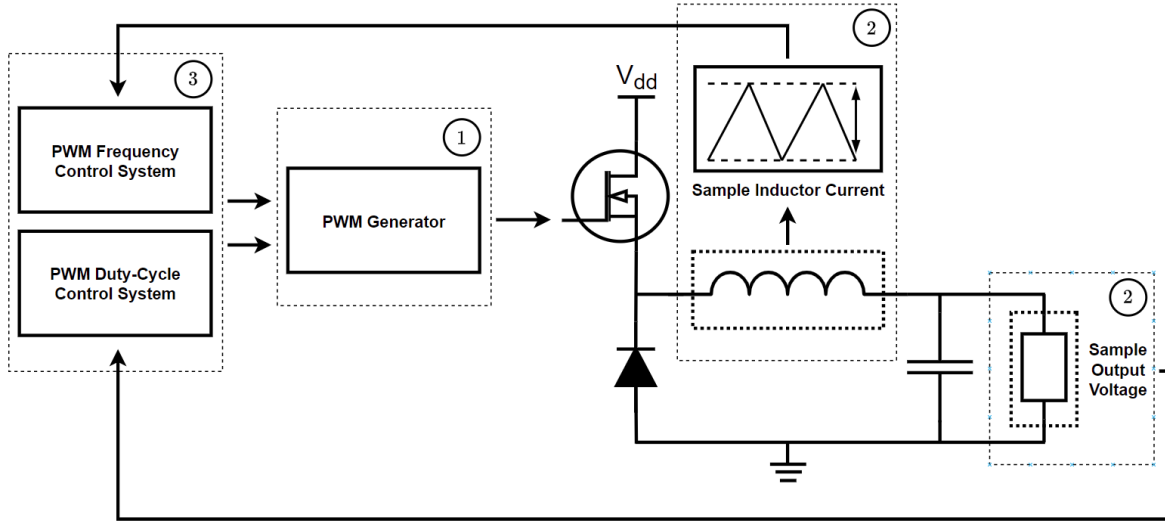 2
3
V_dd
PWM Frequency
Control System
1
PWM Generator
Sample Inductor Current
PWM Duty-Cycle
Control System
2
Sample
Output
Voltage